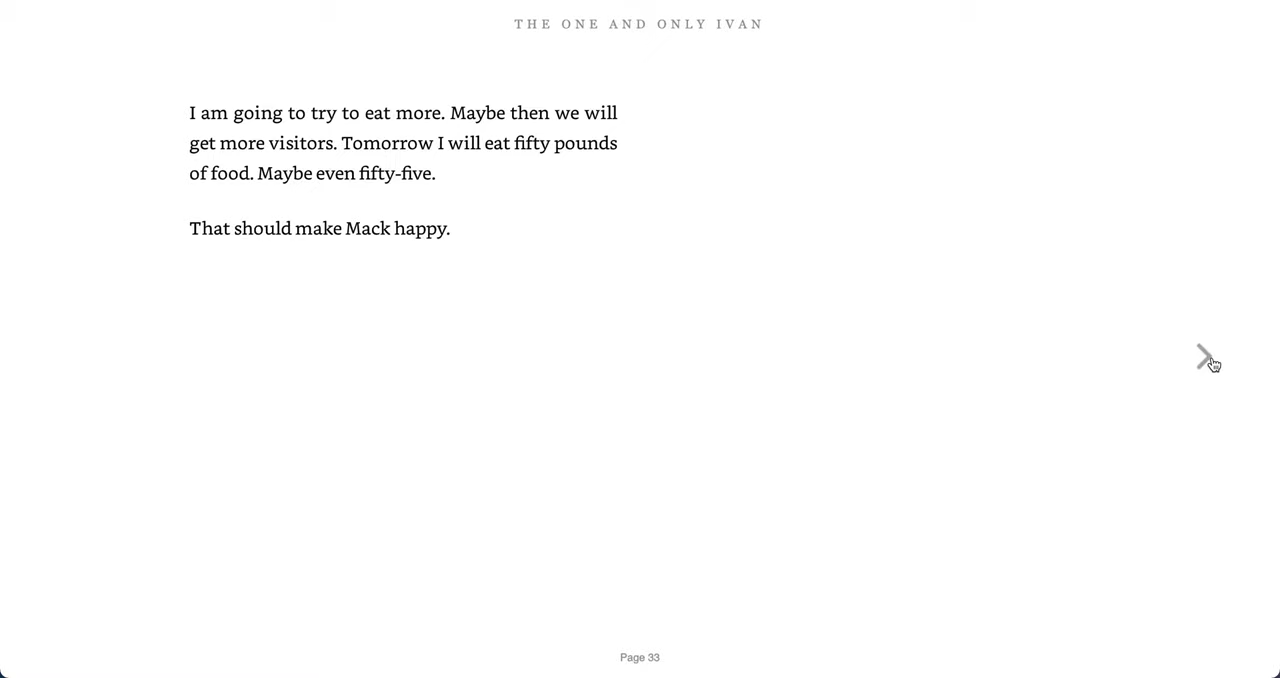 THE ONE AND ONLY IVAN
I am going to try to eat more. Maybe then we will
get more visitors. Tomorrow I will eat fifty pounds
of food. Maybe even fifty-five.
That should make Mack happy.
Page 33